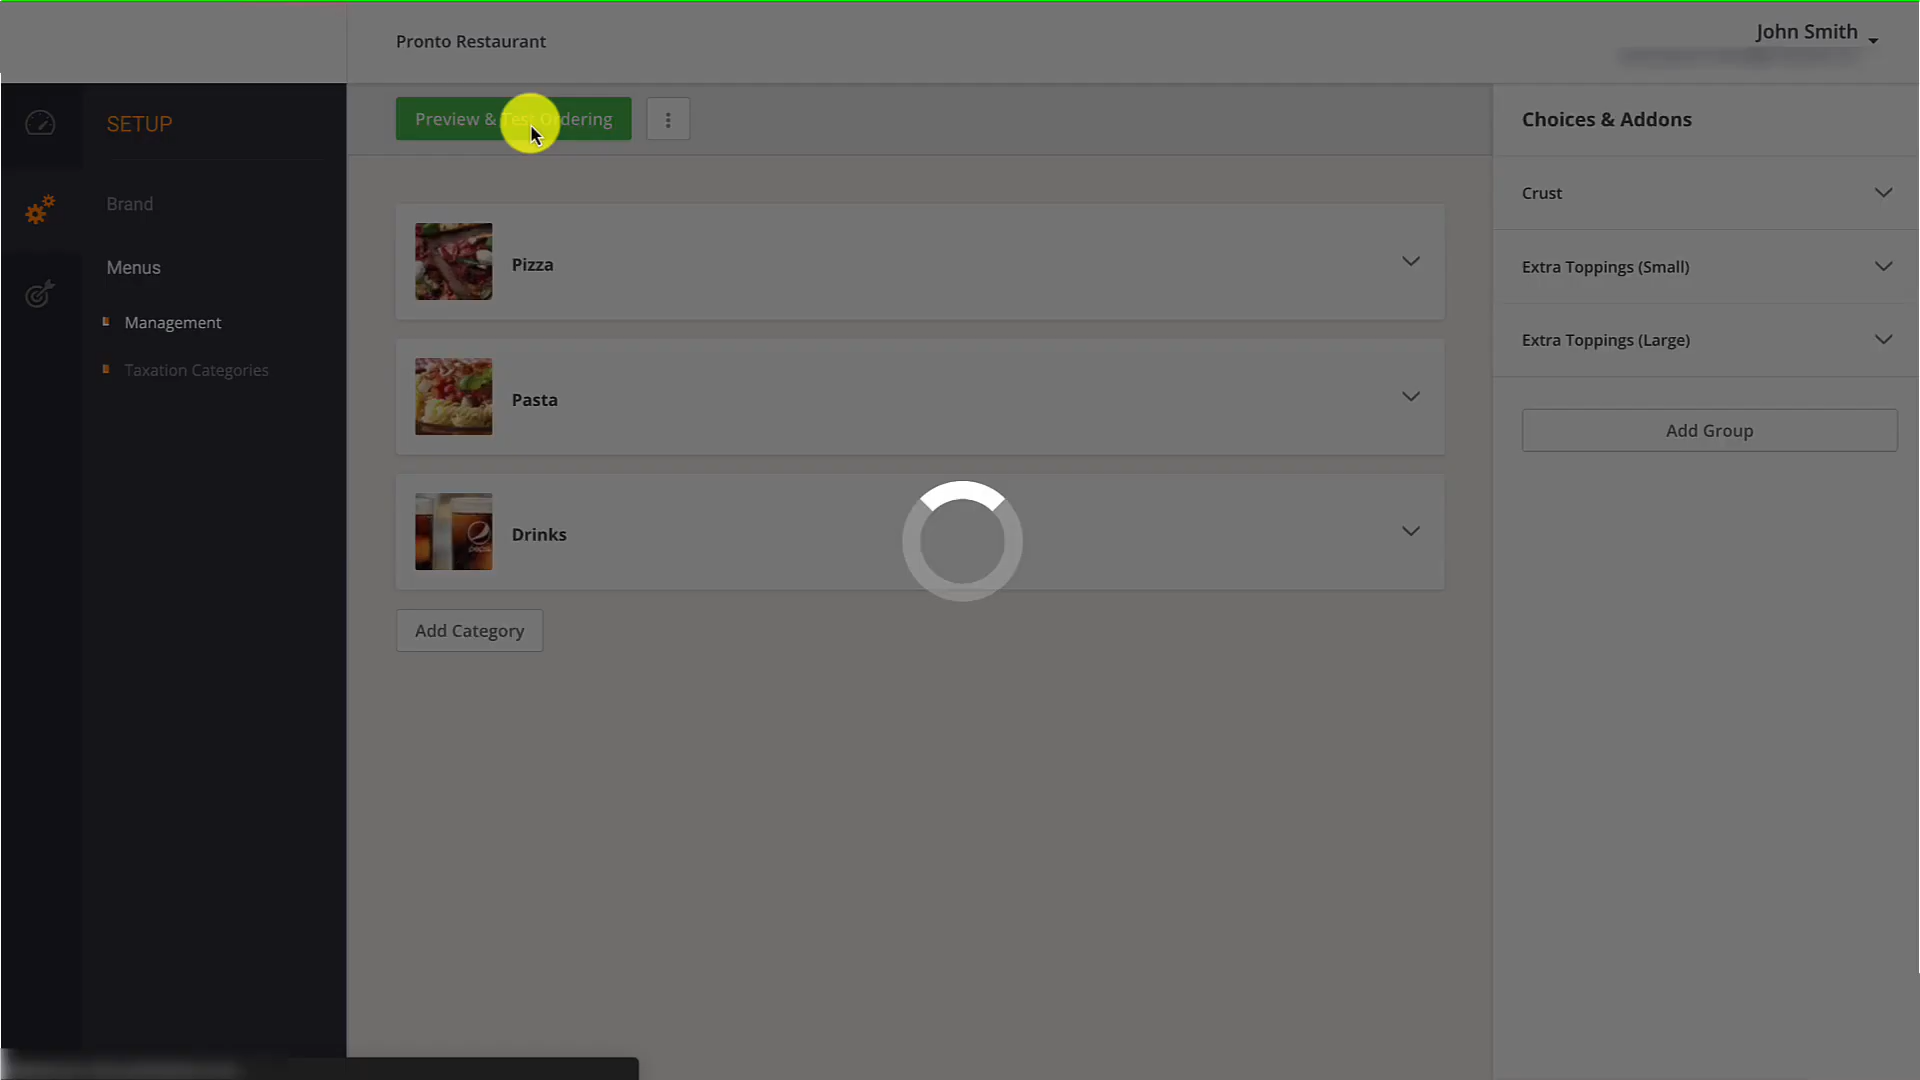 Pronto Restaurant
John Smith
SETUP
Brand
Menus
Management
Taxation Categories
Preview & Test Ordering
Pizza
Pasta
Drinks
pepsi
Add Category
Choices & Addons
Crust
Extra Toppings (Small)
Extra Toppings (Large)
Add Group